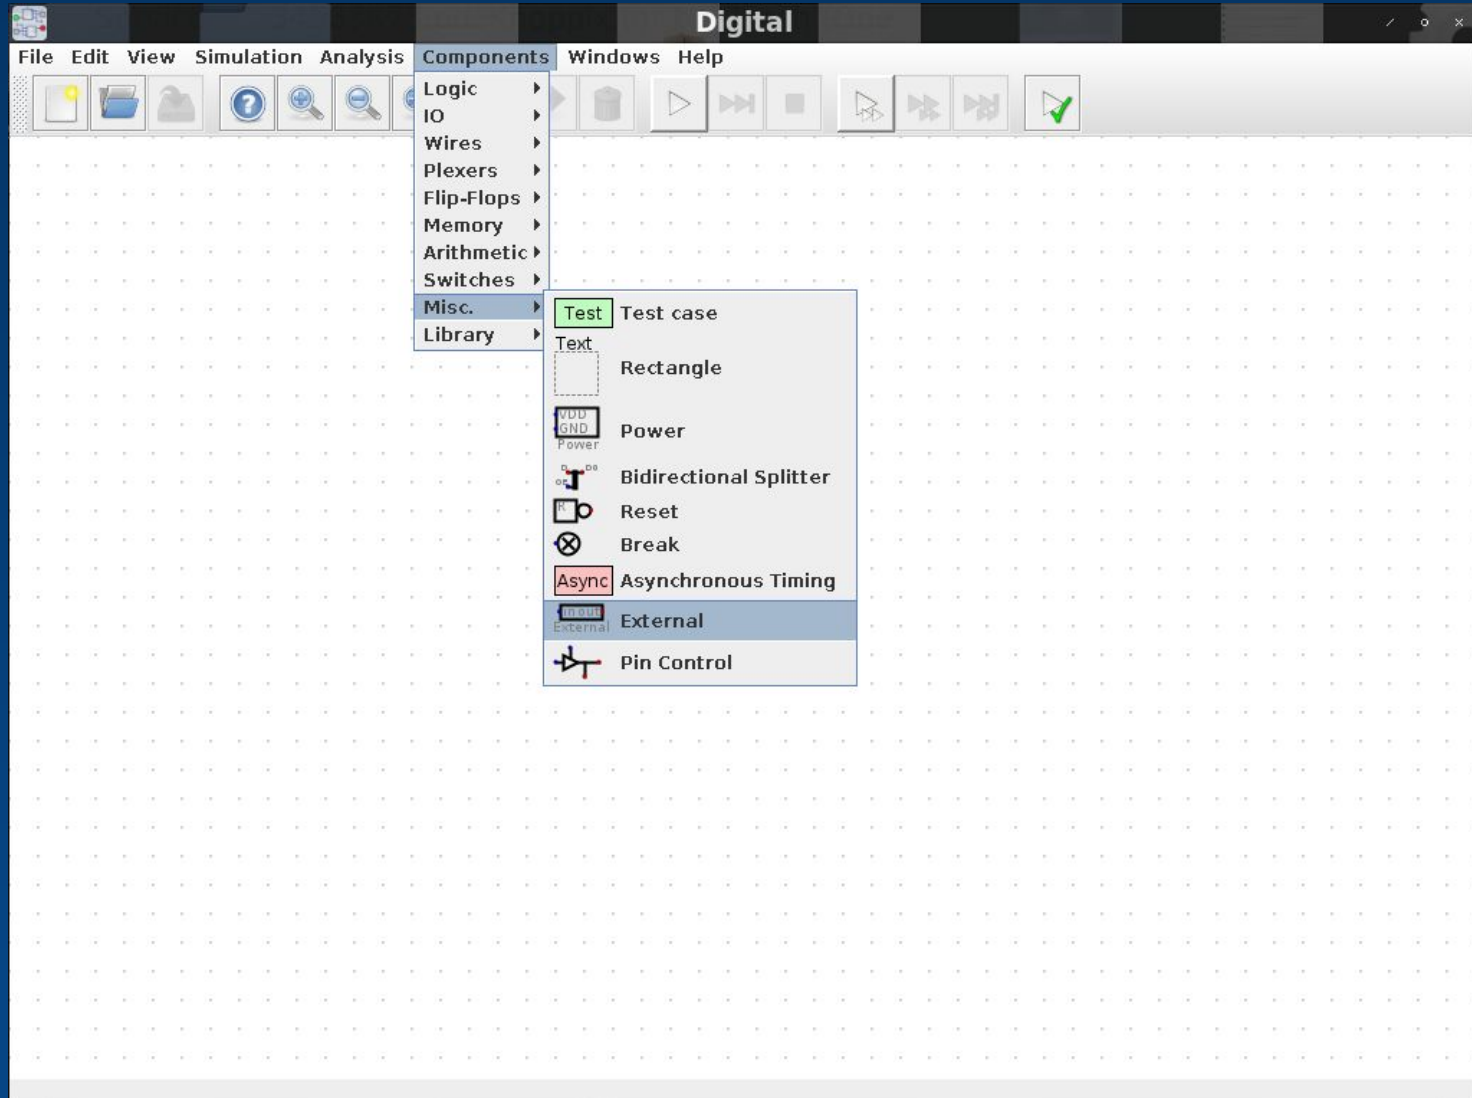 Digital
File Edit View Simulation Analysis Components Windows Help
Logic
IO
Wires
Plexers
Flip-Flops
Memory
Arithmetic
Switches
Misc.
Library
Test Test case
Text
Rectangle
VDD
GND
Power
Power
Bidirectional Splitter
R
Reset
Break
Async Asynchronous Timing
in out
External
External
Pin Control